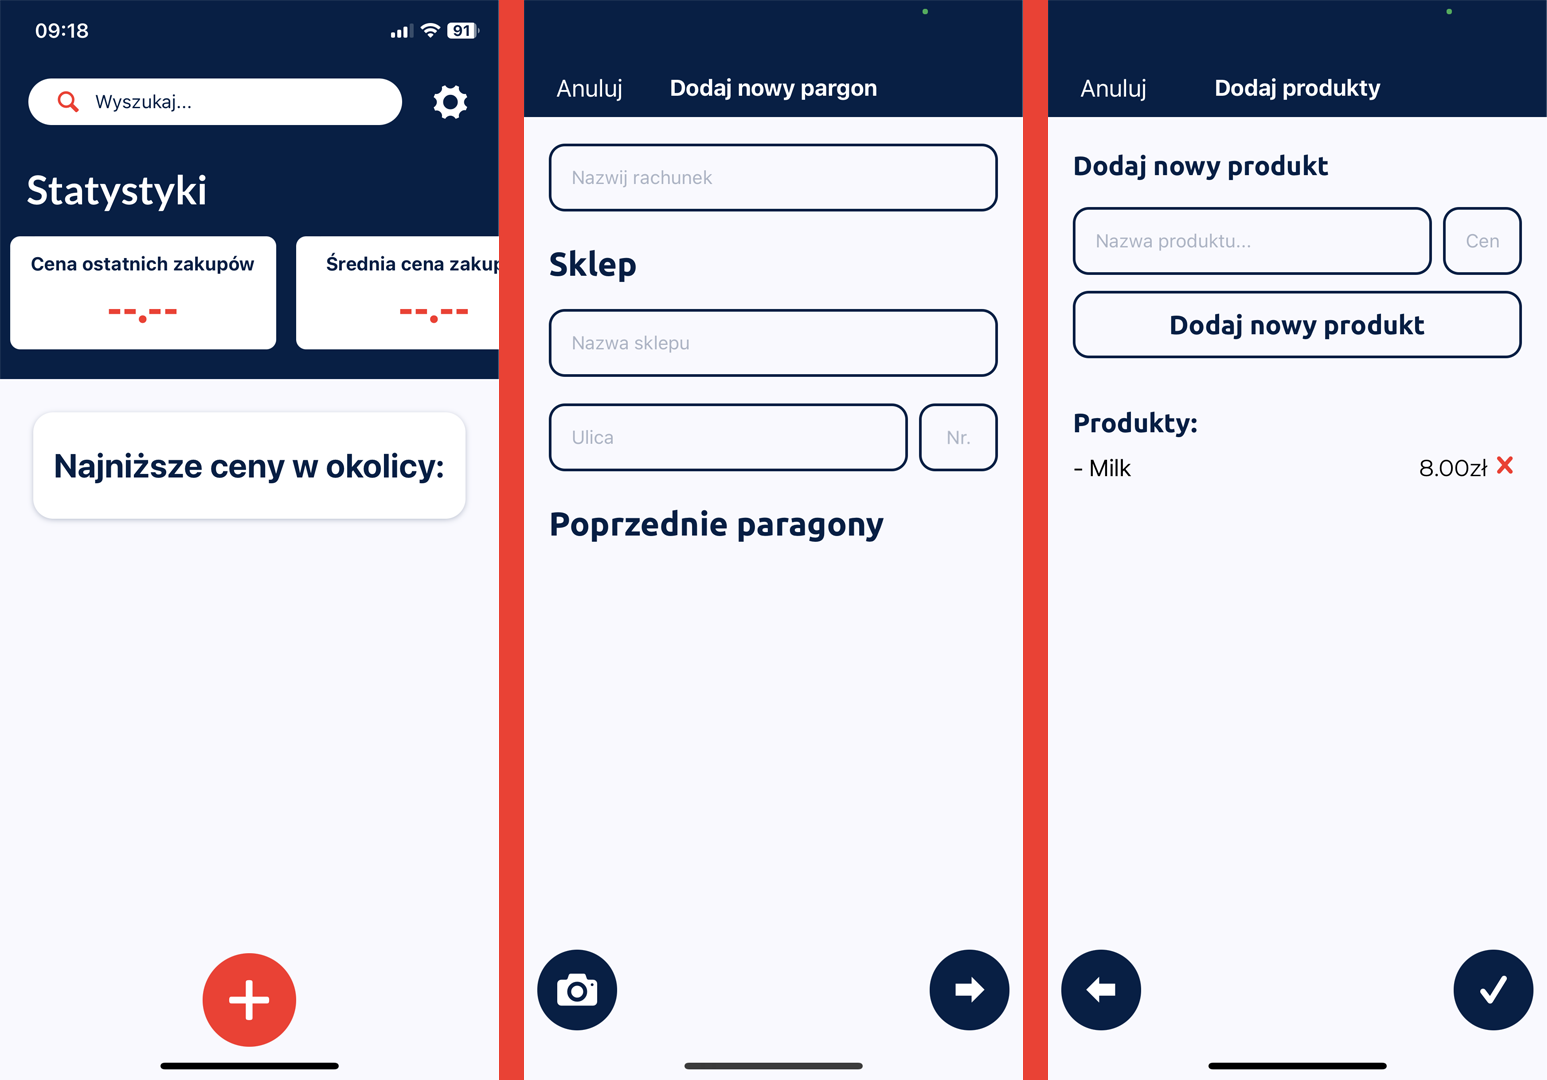 09:18
91
Wyszukaj...
Statystyki
Cena ostatnich zakupów
--.--
Średnia cena zakup
--.--
Najniższe ceny w okolicy:
Anuluj
Dodaj nowy pargon
Nazwij rachunek
Sklep
Nazwa sklepu
Ulica
Nr.
Poprzednie paragony
Anuluj
Dodaj produkty
Dodaj nowy produkt
Nazwa produktu...
Cen
Dodaj nowy produkt
Produkty:
- Milk 8.00zł